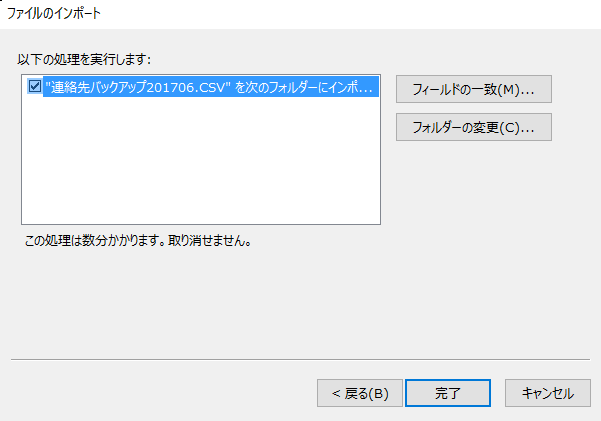 ファイルのインポート
以下の処理を実行します:
"連絡先バックアップ201706.CSV" を次のフォルダーにインポ...
フィールドの一致(M)...
フォルダーの変更(C)...
この処理は数分かかります。取り消せません。
< 戻る(B)
完了
キャンセル